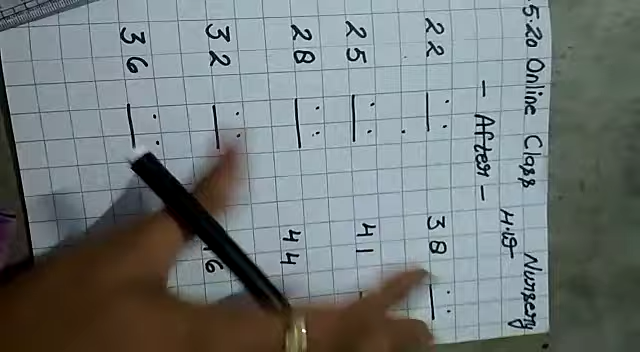 .5.20 Online Class Nursery
H.W
- After -
22 __ 38 __
25 __ 41 __
28 __ 44
32 __
36 __